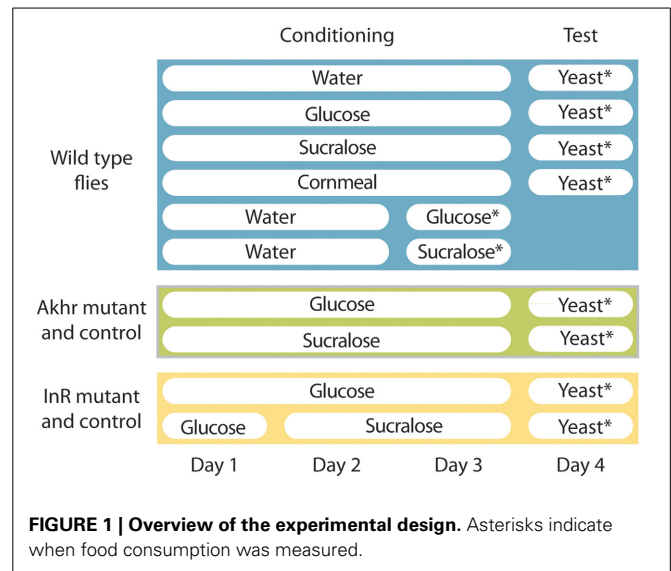 Conditioning Test
Water Yeast*
Glucose Yeast*
Sucralose Yeast*
Wild type
flies
Cornmeal Yeast*
Water Glucose*
Water Sucralose*
Akhr mutant
and control
Glucose Yeast*
Sucralose Yeast*
InR mutant
and control
Glucose Yeast*
Glucose Sucralose Yeast*
Day 1 Day 2 Day 3 Day 4
FIGURE 1 | Overview of the experimental design. Asterisks indicate
when food consumption was measured.